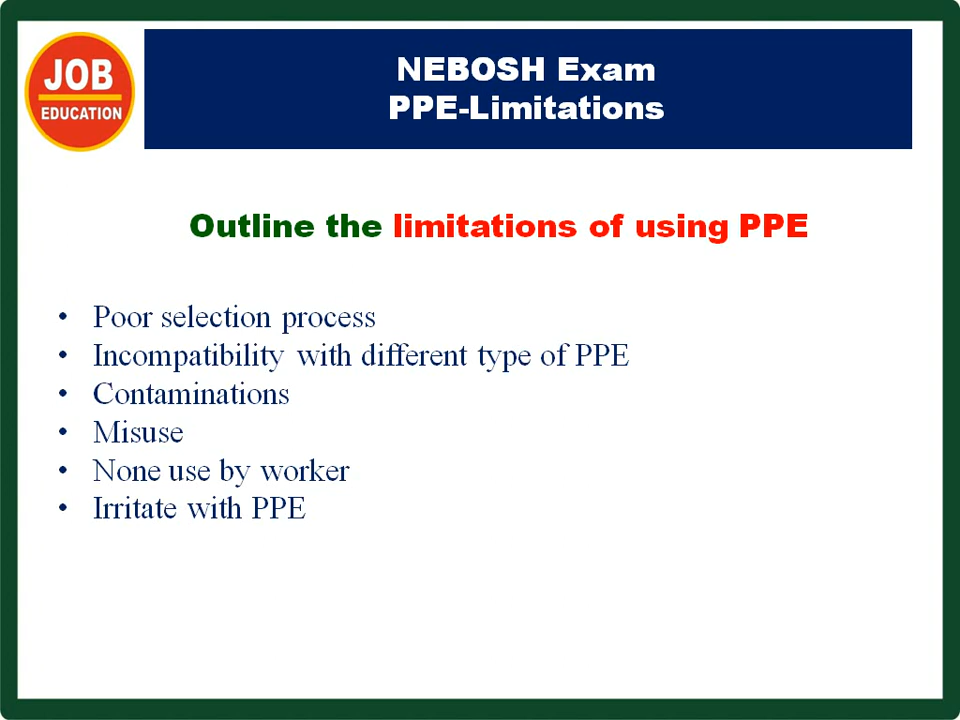 JOB
EDUCATION
NEBOSH Exam
PPE-Limitations
Outline the limitations of using PPE
• Poor selection process
• Incompatibility with different type of PPE
• Contaminations
• Misuse
• None use by worker
• Irritate with PPE